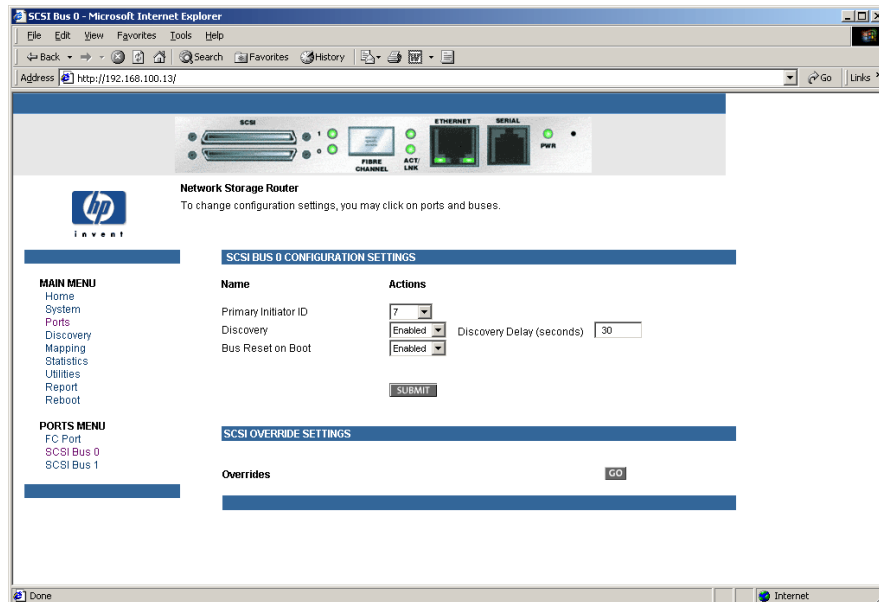 SCSI Bus 0 - Microsoft Internet Explorer
File Edit View Favorites Tools Help
Back Search Favorites History
Address http://192.168.100.13/ Go Links
SCSI ETHERNET SERIAL
1
0
FIBRE CHANNEL ACT/ LNK PWR
hp
invent
Network Storage Router
To change configuration settings, you may click on ports and buses.
MAIN MENU
Home
System
Ports
Discovery
Mapping
Statistics
Utilities
Report
Reboot
PORTS MENU
FC Port
SCSI Bus 0
SCSI Bus 1
SCSI BUS 0 CONFIGURATION SETTINGS
Name Actions
Primary Initiator ID 7
Discovery Enabled Discovery Delay (seconds) 30
Bus Reset on Boot Enabled
SUBMIT
SCSI OVERRIDE SETTINGS
Overrides GO
Done Internet